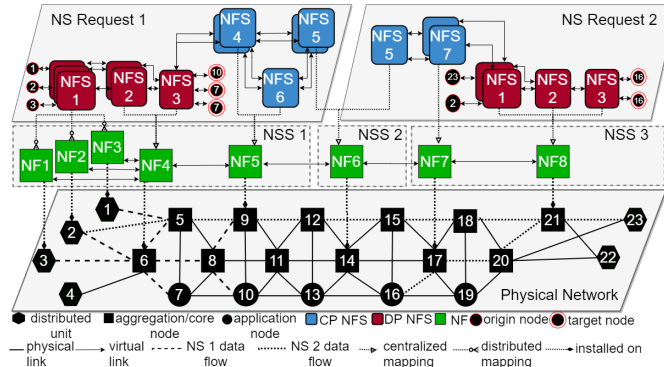 NS Request 1
NS Request 2
NFS 4
NFS 5
NFS 6
1
2
3
NFS 1
NFS 2
NFS 3
10
7
7
NFS 5
NFS 7
23
2
NFS 1
NFS 2
NFS 3
16
16
NSS 1
NSS 2
NSS 3
NF1
NF2
NF3
NF4
NF5
NF6
NF7
NF8
1
2
3
4
5
9
12
15
18
21
23
6
8
11
14
17
20
22
7
10
13
16
19
Physical Network
distributed unit
aggregation/core node
application node
CP NFS
DP NFS
NF
origin node
target node
physical link
virtual link
NS 1 data flow
NS 2 data flow
centralized mapping
distributed mapping
installed on